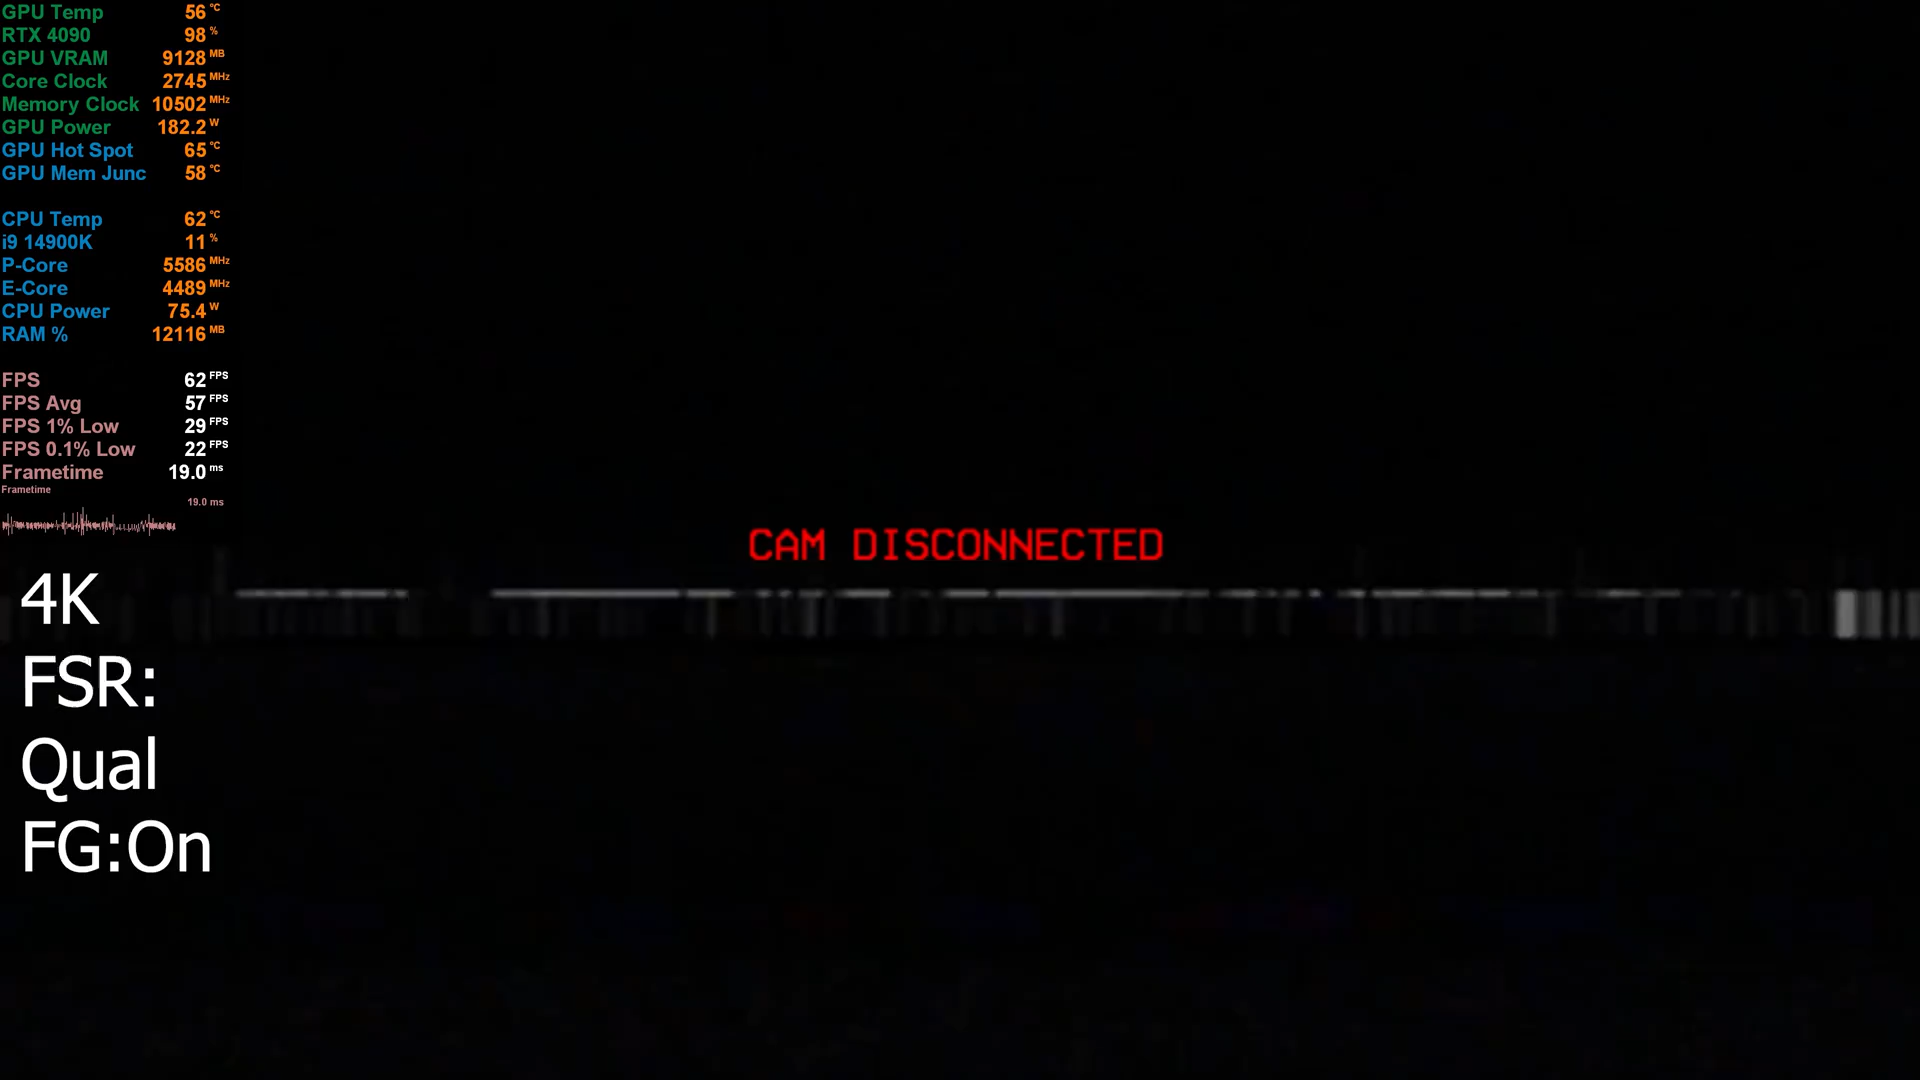 GPU Temp 56 °C
RTX 4090 98 %
GPU VRAM 9128 MB
Core Clock 2745 MHz
Memory Clock 10502 MHz
GPU Power 182.2 W
GPU Hot Spot 65 °C
GPU Mem Junc 58 °C
CPU Temp 62 °C
i9 14900K 11 %
P-Core 5586 MHz
E-Core 4489 MHz
CPU Power 75.4 W
RAM % 12116 MB
FPS 62 FPS
FPS Avg 57 FPS
FPS 1% Low 29 FPS
FPS 0.1% Low 22 FPS
Frametime 19.0 ms
Frametime
19.0 ms
CAM DISCONNECTED
4K
FSR:
Qual
FG:On